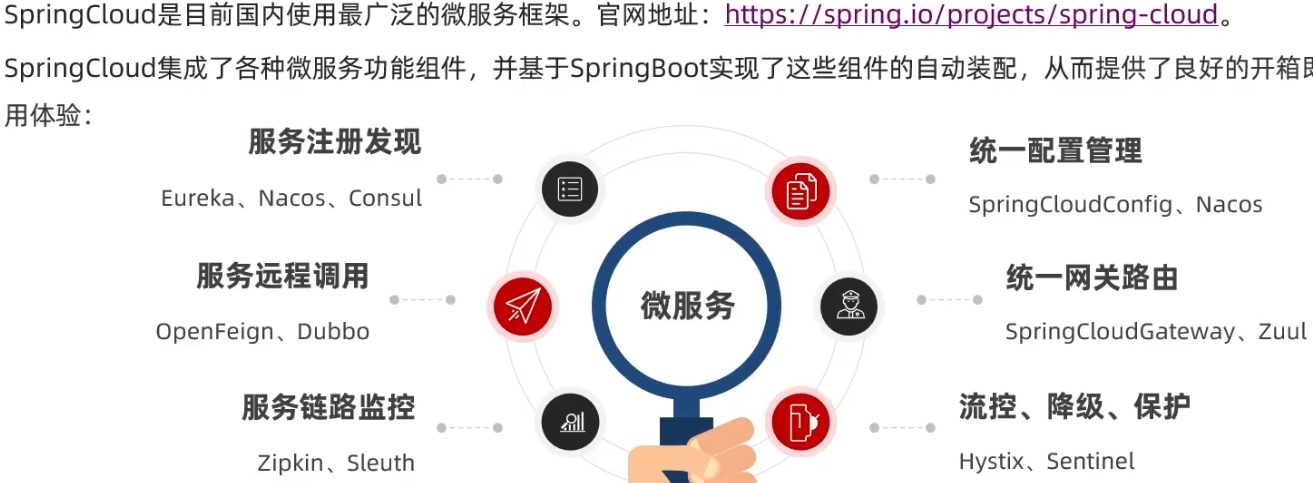 SpringCloud是目前国内使用最广泛的微服务框架。官网地址：https://spring.io/projects/spring-cloud。
SpringCloud集成了各种微服务功能组件，并基于SpringBoot实现了这些组件的自动装配，从而提供了良好的开箱即
用体验：
服务注册发现
Eureka、Nacos、Consul
服务远程调用
OpenFeign、Dubbo
服务链路监控
Zipkin、Sleuth
微服务
统一配置管理
SpringCloudConfig、Nacos
统一网关路由
SpringCloudGateway、Zuul
流控、降级、保护
Hystix、Sentinel